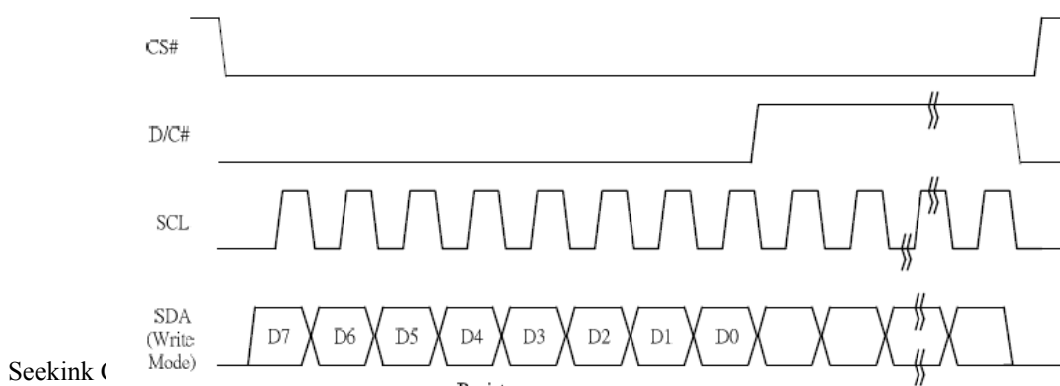 CS#
D/C#
SCL
SDA
(Write
Mode)
D7 D6 D5 D4 D3 D2 D1 D0
Seekink